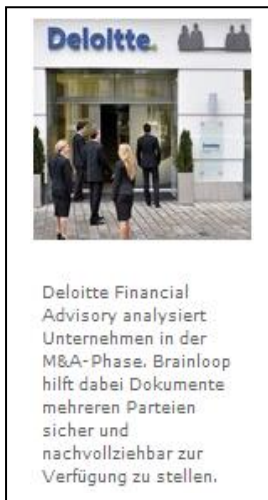 Deloitte.
Deloitte Financial
Advisory analysiert
Unternehmen in der
M&A-Phase. Brainloop
hilft dabei Dokumente
mehreren Parteien
sicher und
nachvollziehbar zur
Verfügung zu stellen.